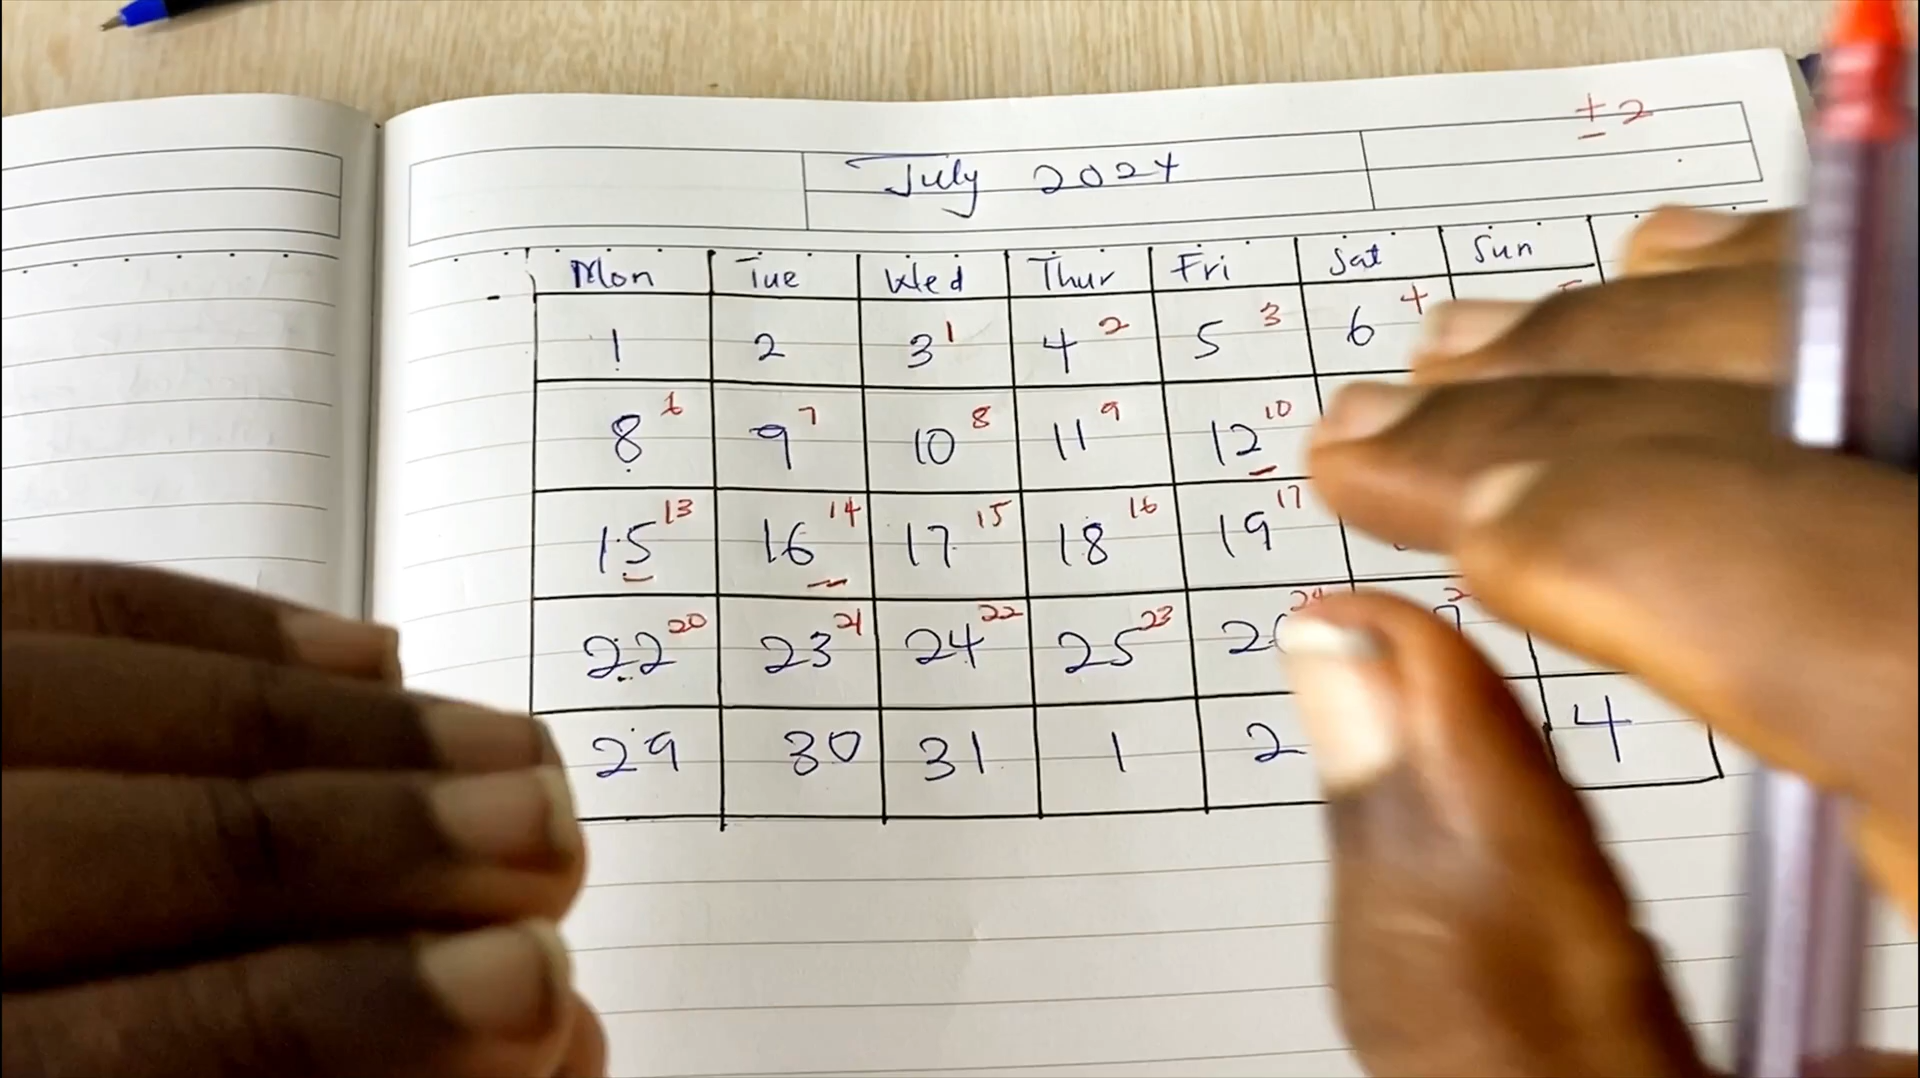 ± 2
July 2024
Mon Tue Wed Thur Fri Sat Sun
1 2 3 1 4 2 5 3 6 4
8 6 9 7 10 8 11 9 12 10
15 13 16 14 17 15 18 16 19 17
22 20 23 21 24 22 25 23 24
29 30 31 1 2 4